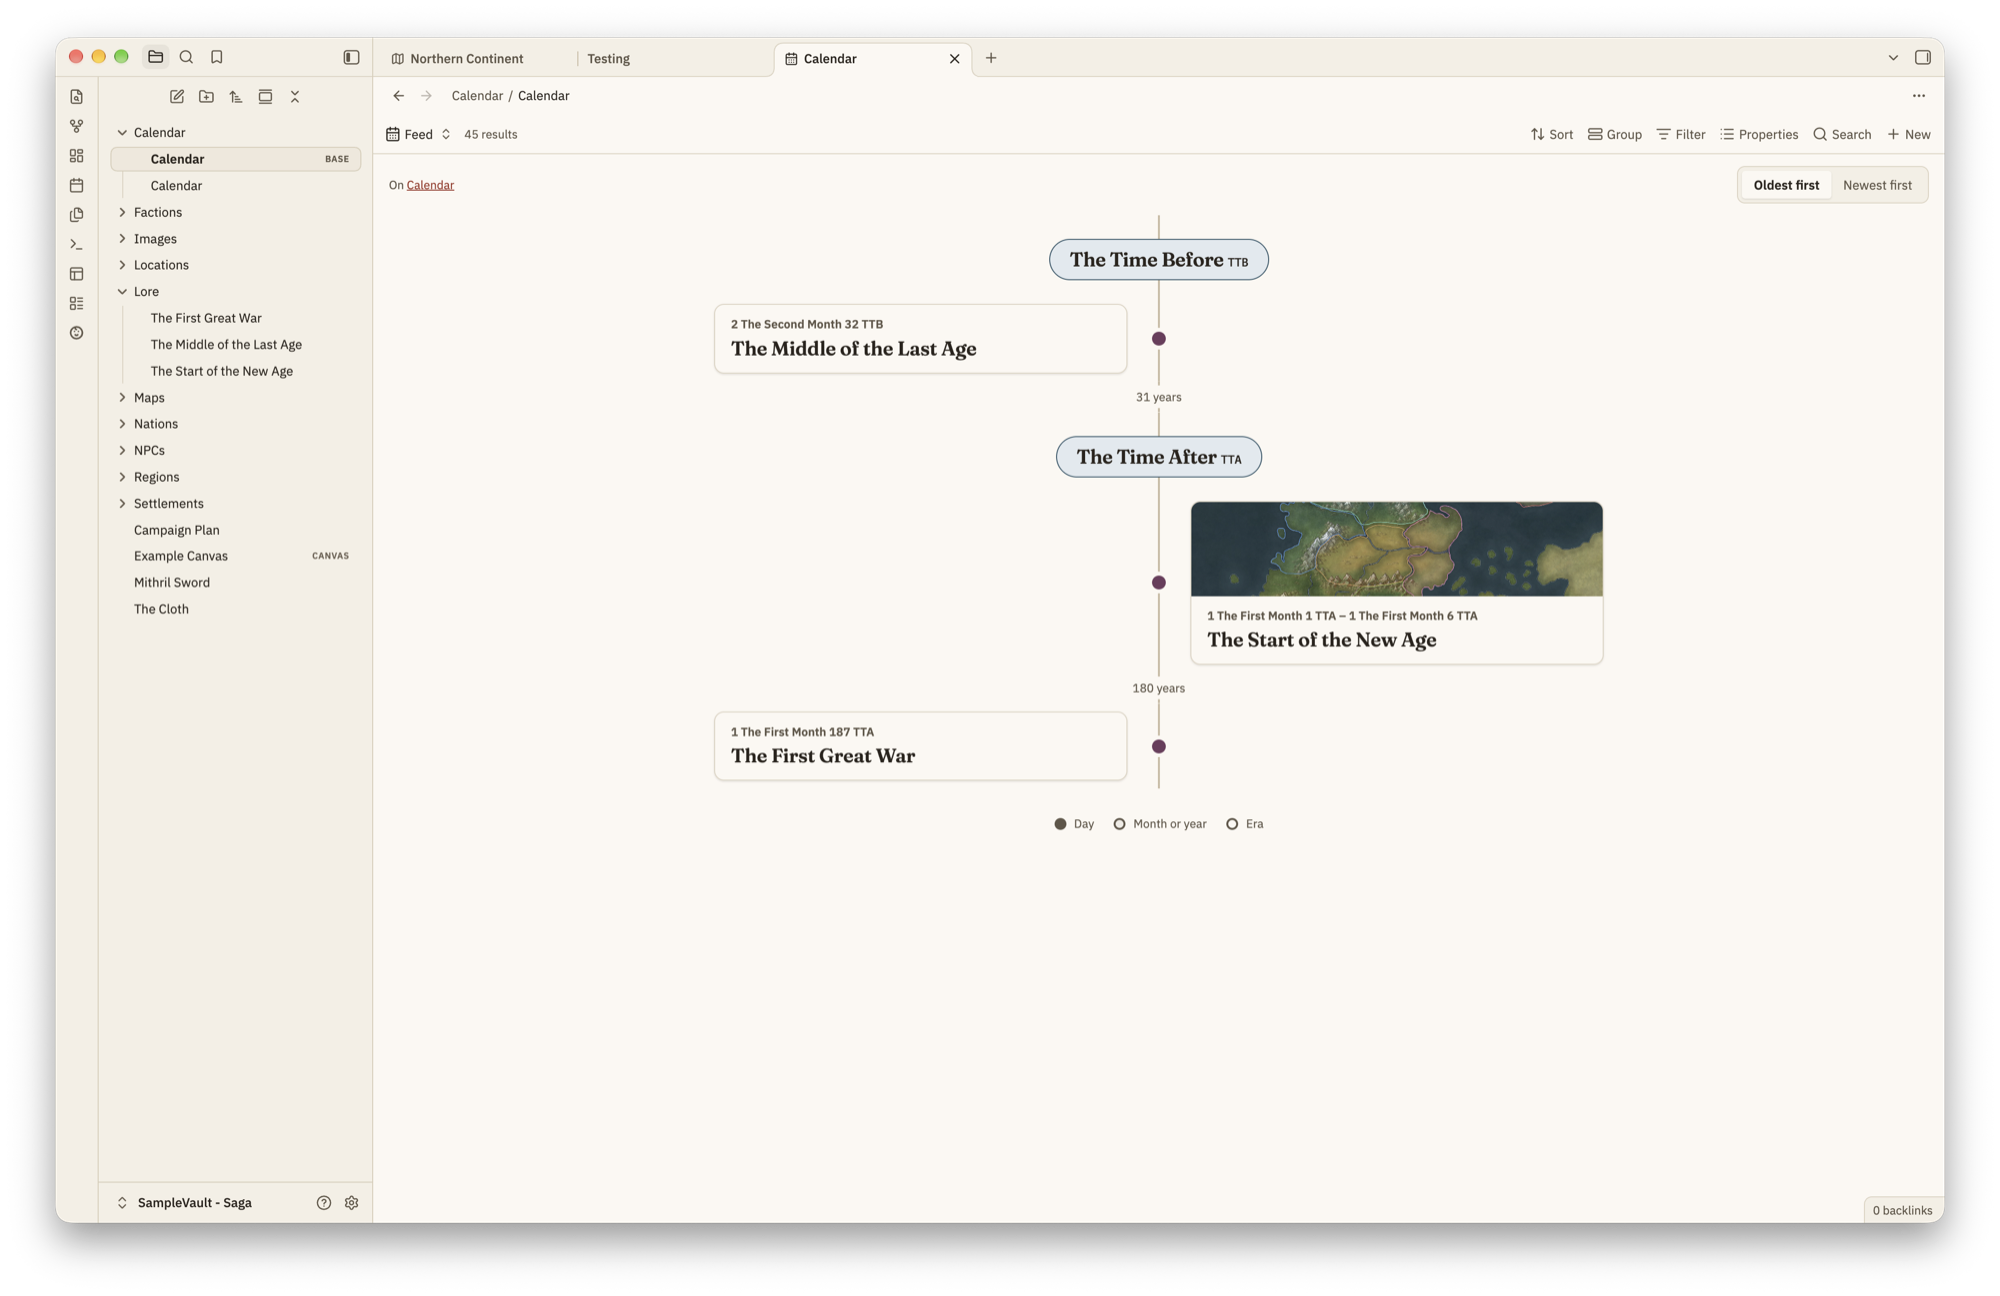 Northern Continent
Testing
Calendar
Calendar / Calendar
Feed
45 results
Sort
Group
Filter
Properties
Search
New
Calendar
Calendar BASE
Calendar
Factions
Images
Locations
Lore
The First Great War
The Middle of the Last Age
The Start of the New Age
Maps
Nations
NPCs
Regions
Settlements
Campaign Plan
Example Canvas CANVAS
Mithril Sword
The Cloth
SampleVault - Saga
On Calendar
Oldest first
Newest first
The Time Before TTB
2 The Second Month 32 TTB
The Middle of the Last Age
31 years
The Time After TTA
1 The First Month 1 TTA – 1 The First Month 6 TTA
The Start of the New Age
180 years
1 The First Month 187 TTA
The First Great War
Day
Month or year
Era
0 backlinks